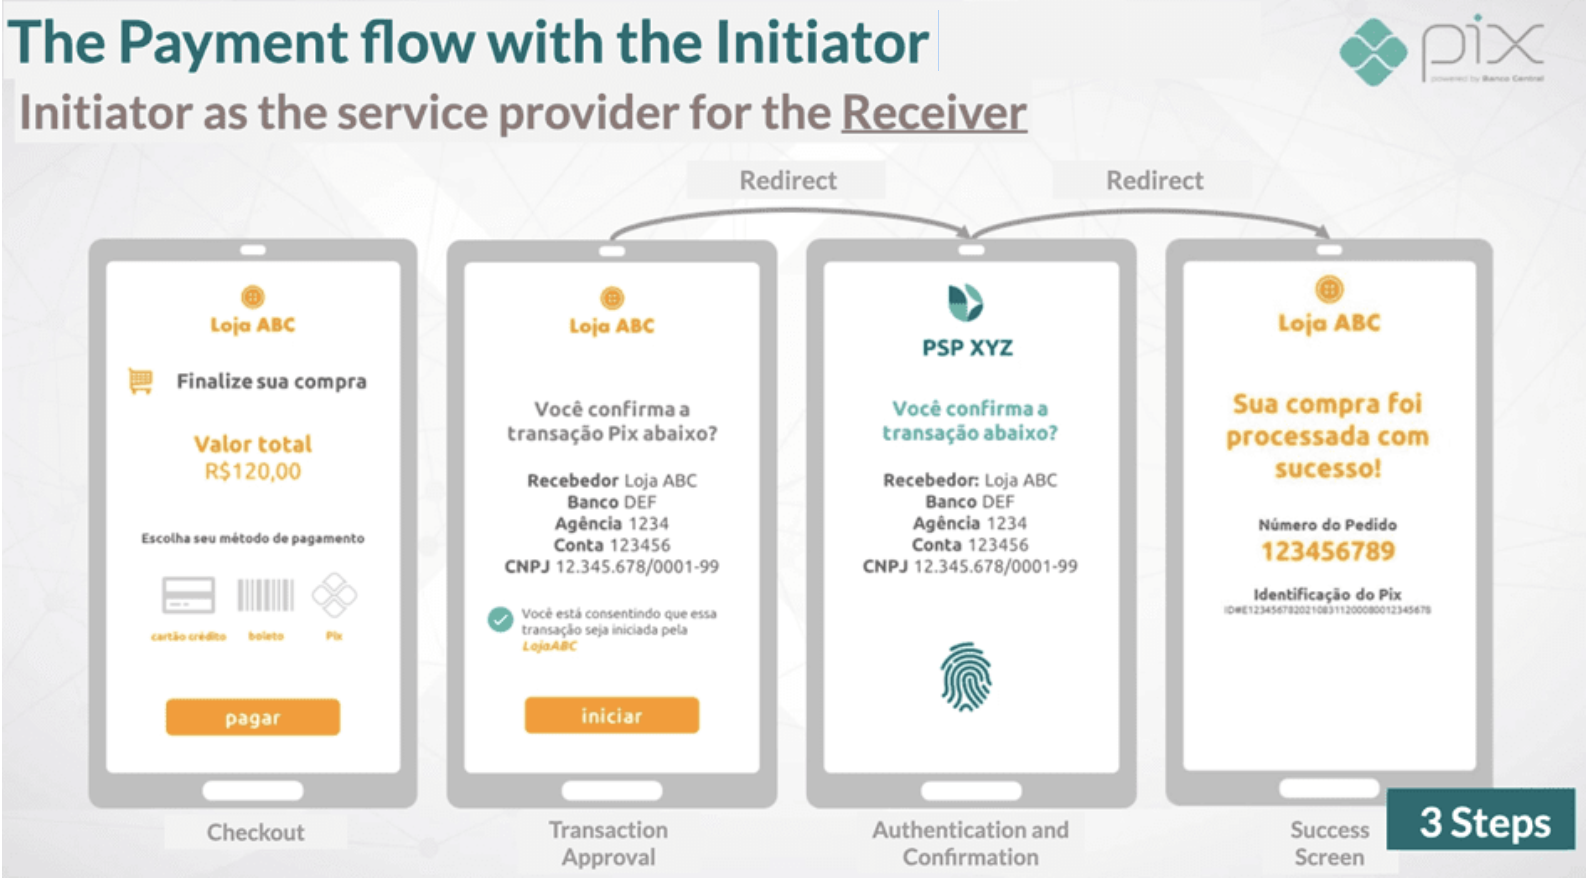 The Payment flow with the Initiator
pix
powered by Banco Central
Initiator as the service provider for the Receiver
Redirect
Redirect
Loja ABC
Finalize sua compra
Valor total
R$120,00
Escolha seu método de pagamento
cartão crédito
boleto
Pix
pagar
Checkout
Loja ABC
Você confirma a
transação Pix abaixo?
Recebedor Loja ABC
Banco DEF
Agência 1234
Conta 123456
CNPJ 12.345.678/0001-99
Você está consentindo que essa
transação seja iniciada pela
LojaABC
iniciar
Transaction
Approval
PSP XYZ
Você confirma a
transação abaixo?
Recebedor: Loja ABC
Banco DEF
Agência 1234
Conta 123456
CNPJ 12.345.678/0001-99
Authentication and
Confirmation
Loja ABC
Sua compra foi
processada com
sucesso!
Número do Pedido
123456789
Identificação do Pix
ID#E12345678202108311200080012345678
Success
Screen
3 Steps